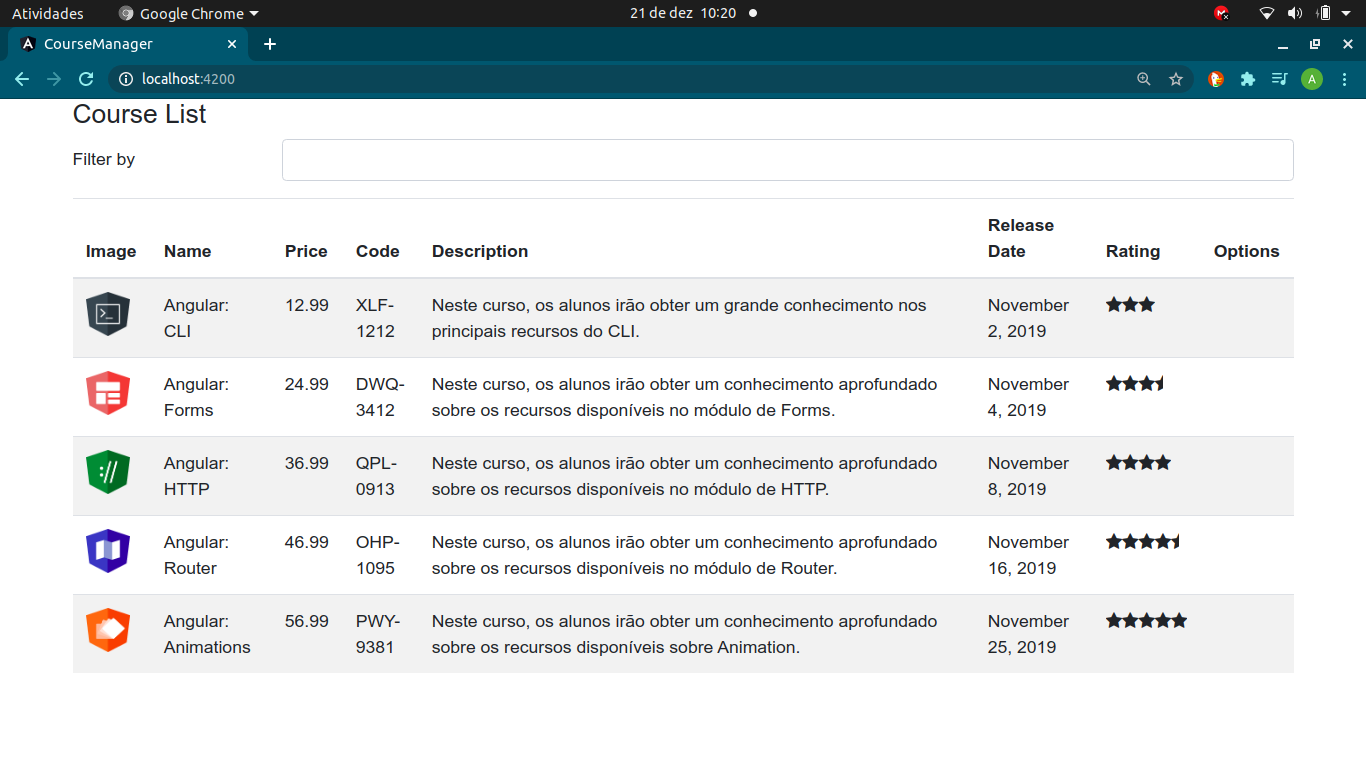 Atividades Google Chrome 21 de dez 10:20
CourseManager
localhost:4200 A
Course List
Filter by
Image Name Price Code Description Release Date Rating Options
Angular: 12.99 XLF- Neste curso, os alunos irão obter um grande conhecimento nos November
CLI 1212 principais recursos do CLI. 2, 2019
Angular: 24.99 DWQ- Neste curso, os alunos irão obter um conhecimento aprofundado November
Forms 3412 sobre os recursos disponíveis no módulo de Forms. 4, 2019
Angular: 36.99 QPL- Neste curso, os alunos irão obter um conhecimento aprofundado November
HTTP 0913 sobre os recursos disponíveis no módulo de HTTP. 8, 2019
Angular: 46.99 OHP- Neste curso, os alunos irão obter um conhecimento aprofundado November
Router 1095 sobre os recursos disponíveis no módulo de Router. 16, 2019
Angular: 56.99 PWY- Neste curso, os alunos irão obter um conhecimento aprofundado November
Animations 9381 sobre os recursos disponíveis sobre Animation. 25, 2019